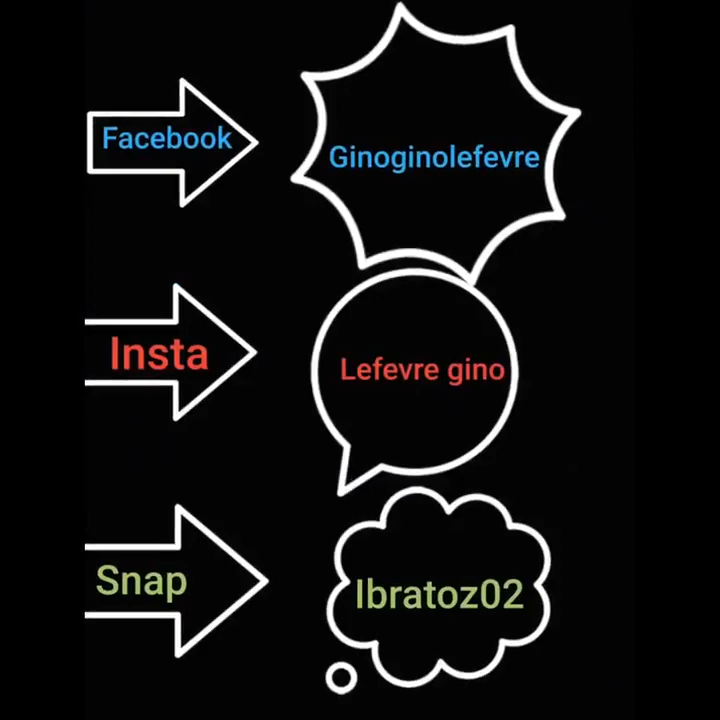 Facebook
Ginoginolefevre
Insta
Lefevre gino
Snap
Ibratoz02